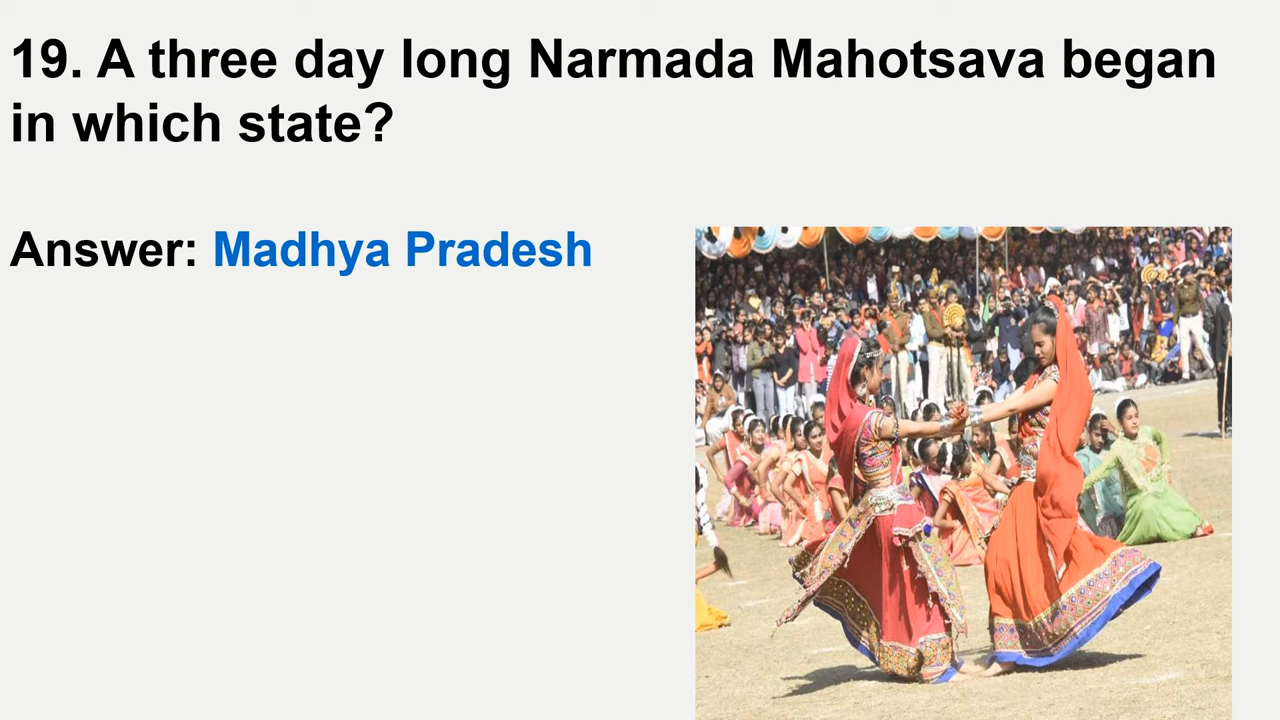 19. A three day long Narmada Mahotsava began
in which state?
Answer: Madhya Pradesh